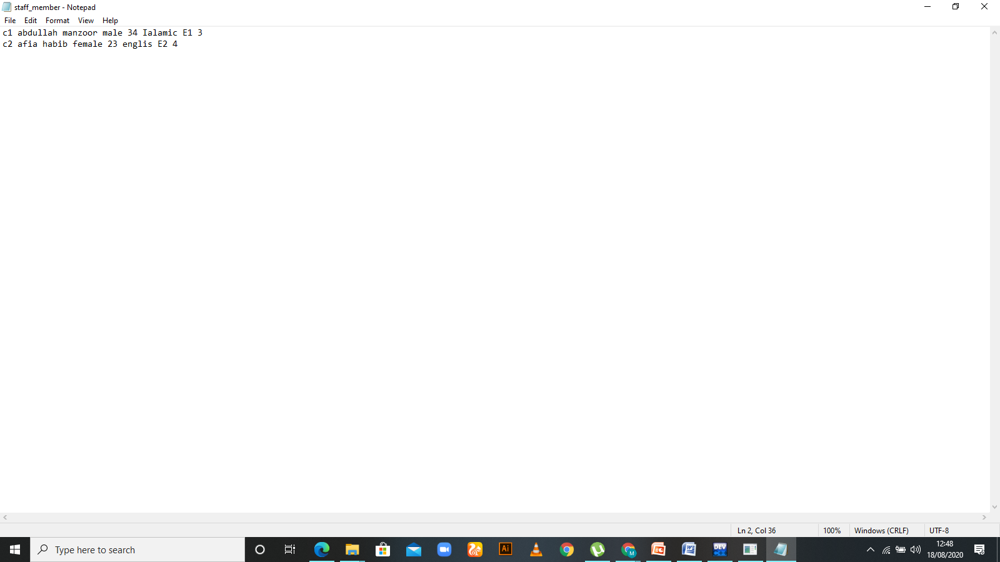 staff_member - Notepad
File Edit Format View Help
c1 abdullah manzoor male 34 Ialamic E1 3
c2 afia habib female 23 englis E2 4
Ln 2, Col 36 100% Windows (CRLF) UTF-8
Type here to search
Ai
M
W
DEV
12:48
18/08/2020